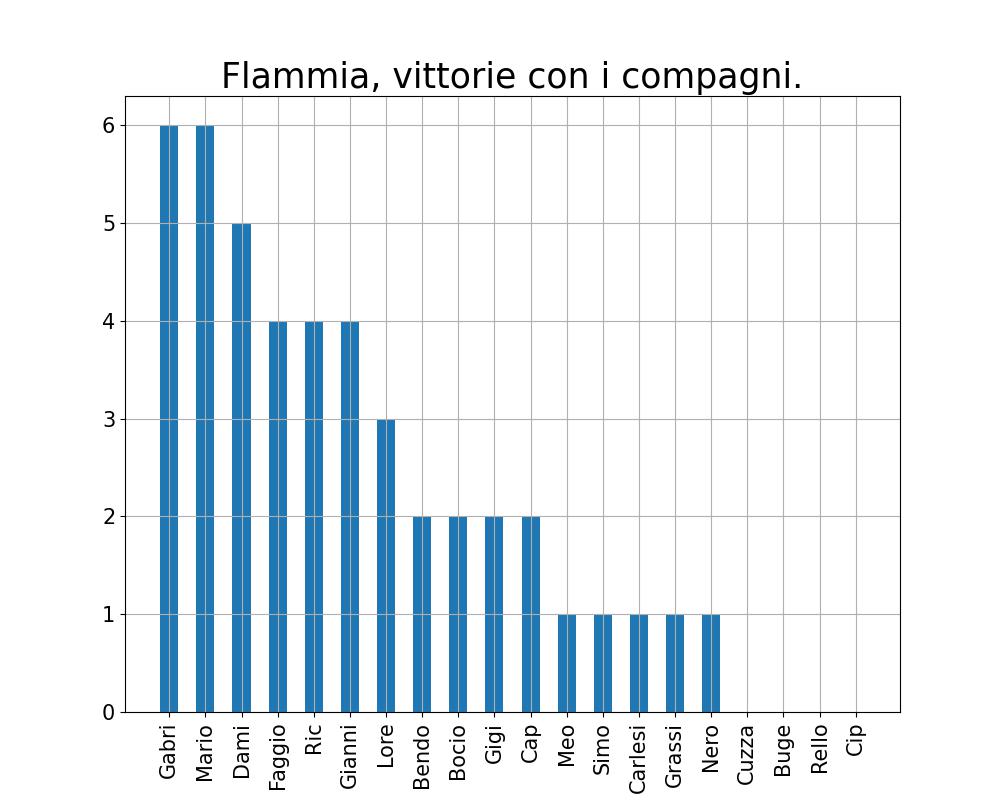 Flammia, vittorie con i compagni.
6
5
4
3
2
1
0
Gabri
Mario
Dami
Faggio
Ric
Gianni
Lore
Bendo
Bocio
Gigi
Cap
Meo
Simo
Carlesi
Grassi
Nero
Cuzza
Buge
Rello
Cip